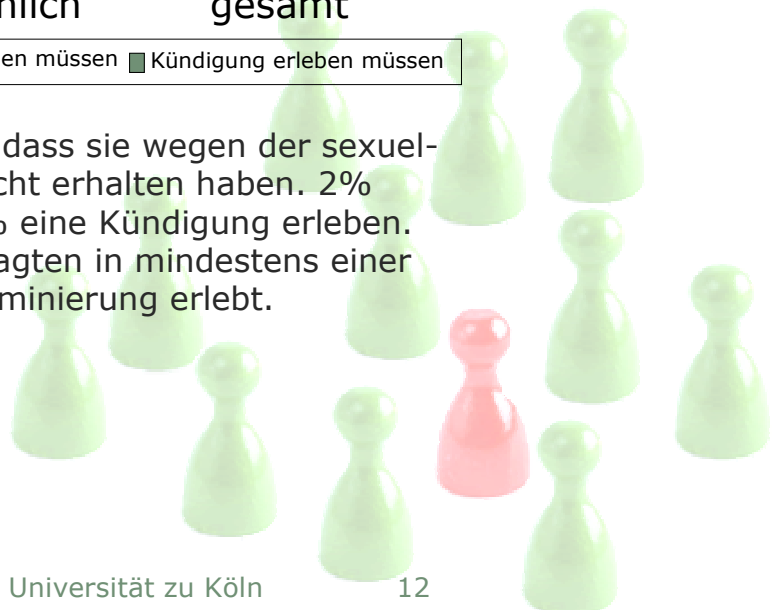 nlich gesamt
en müssen Kündigung erleben müssen
dass sie wegen der sexuel-
cht erhalten haben. 2%
% eine Kündigung erleben.
agten in mindestens einer
minierung erlebt.
Universität zu Köln 12